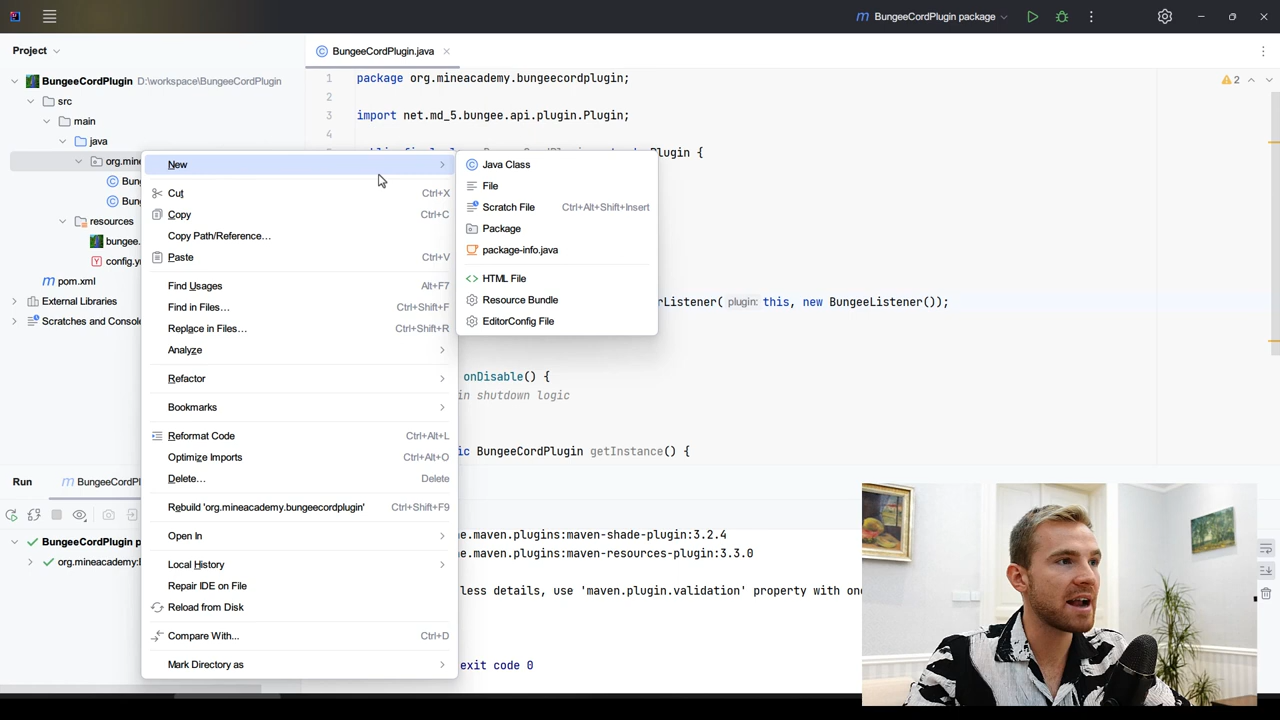 BungeeCordPlugin package
Project
BungeeCordPlugin.java
BungeeCordPlugin D:\workspace\BungeeCordPlugin
src
main
java
org.mine
Bun
Bun
resources
bungee.
config.y
pom.xml
External Libraries
Scratches and Console
1 package org.mineacademy.bungeecordplugin;
2
3 import net.md_5.bungee.api.plugin.Plugin;
4
Plugin {
2
rListener( plugin: this, new BungeeListener());
onDisable() {
in shutdown logic
ic BungeeCordPlugin getInstance() {
New
Cut Ctrl+X
Copy Ctrl+C
Copy Path/Reference…
Paste Ctrl+V
Find Usages Alt+F7
Find in Files… Ctrl+Shift+F
Replace in Files… Ctrl+Shift+R
Analyze
Refactor
Bookmarks
Reformat Code Ctrl+Alt+L
Optimize Imports Ctrl+Alt+O
Delete… Delete
Rebuild 'org.mineacademy.bungeecordplugin' Ctrl+Shift+F9
Open In
Local History
Repair IDE on File
Reload from Disk
Compare With… Ctrl+D
Mark Directory as
Java Class
File
Scratch File Ctrl+Alt+Shift+Insert
Package
package-info.java
HTML File
Resource Bundle
EditorConfig File
Run
BungeeCordPl
BungeeCordPlugin p
org.mineacademy:
e.maven.plugins:maven-shade-plugin:3.2.4
e.maven.plugins:maven-resources-plugin:3.3.0
less details, use 'maven.plugin.validation' property with one
exit code 0